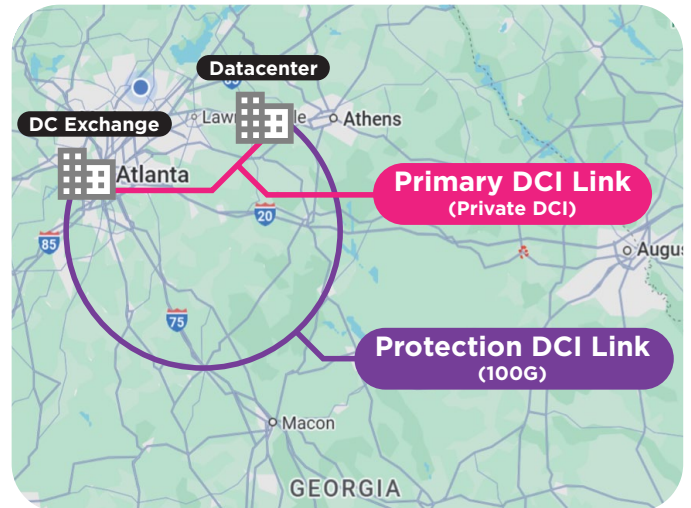 Datacenter
85
DC Exchange
Athens
Atlanta
Primary DCI Link
(Private DCI)
20
85
75
Protection DCI Link
(100G)
Macon
GEORGIA